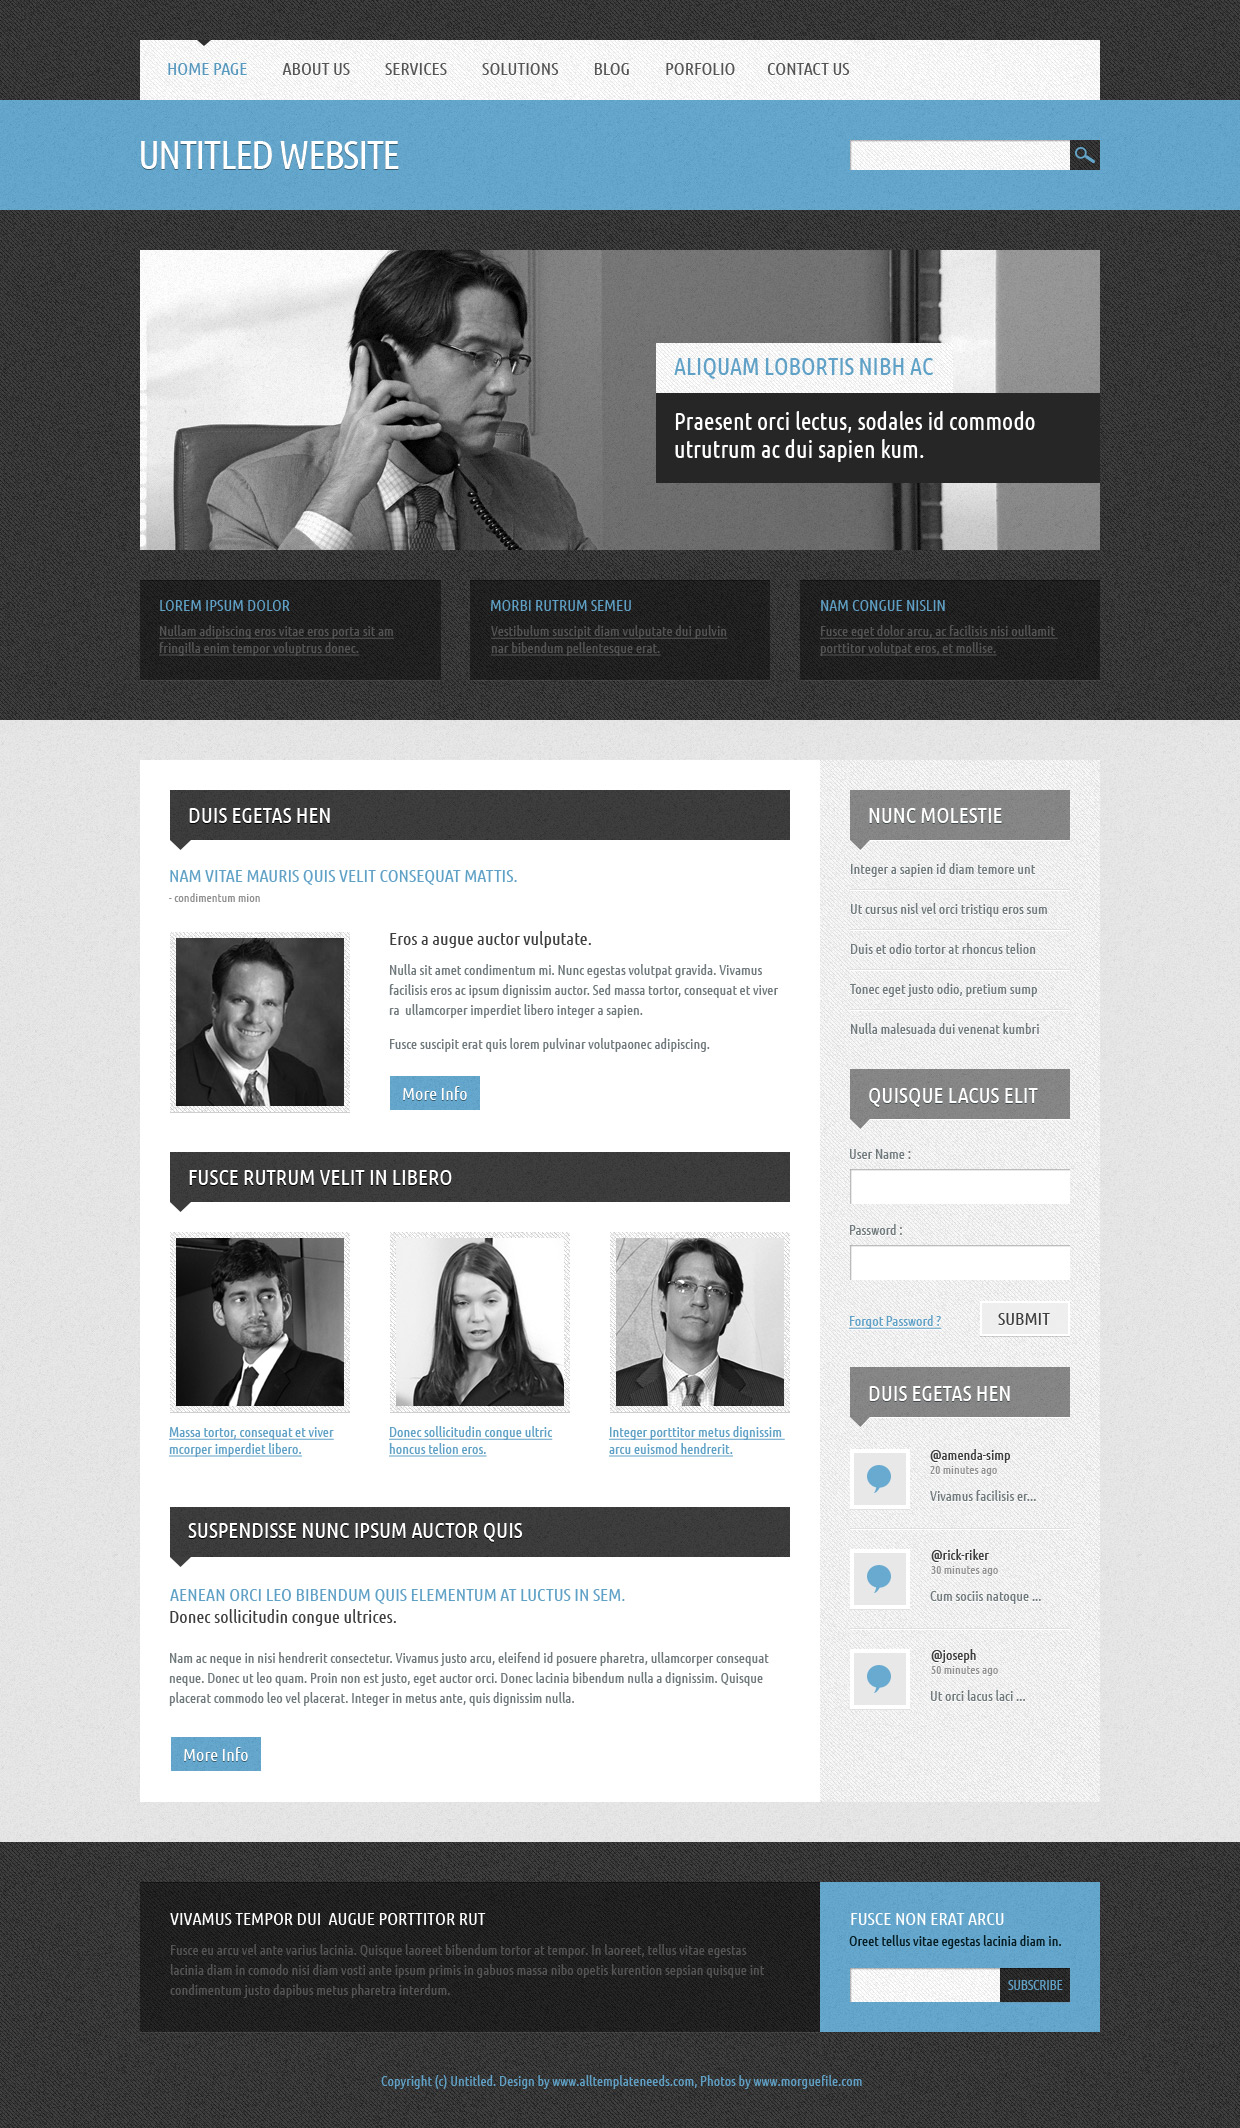 HOME PAGE ABOUT US SERVICES SOLUTIONS BLOG PORFOLIO CONTACT US
UNTITLED WEBSITE
ALIQUAM LOBORTIS NIBH AC
Praesent orci lectus, sodales id commodo
utrutrum ac dui sapien kum.
LOREM IPSUM DOLOR
Nullam adipiscing eros vitae eros porta sit am
fringilla enim tempor voluptrus donec.
MORBI RUTRUM SEMEU
Vestibulum suscipit diam vulputate dui pulvin
nar bibendum pellentesque erat.
NAM CONGUE NISLIN
Fusce eget dolor arcu, ac facilisis nisi oullamit
porttitor volutpat eros, et mollise.
DUIS EGETAS HEN
NAM VITAE MAURIS QUIS VELIT CONSEQUAT MATTIS.
- condimentum mion
Eros a augue auctor vulputate.
Nulla sit amet condimentum mi. Nunc egestas volutpat gravida. Vivamus
facilisis eros ac ipsum dignissim auctor. Sed massa tortor, consequat et viver
ra ullamcorper imperdiet libero integer a sapien.
Fusce suscipit erat quis lorem pulvinar volutpaonec adipiscing.
More Info
FUSCE RUTRUM VELIT IN LIBERO
Massa tortor, consequat et viver
mcorper imperdiet libero.
Donec sollicitudin congue ultric
honcus telion eros.
Integer porttitor metus dignissim
arcu euismod hendrerit.
SUSPENDISSE NUNC IPSUM AUCTOR QUIS
AENEAN ORCI LEO BIBENDUM QUIS ELEMENTUM AT LUCTUS IN SEM.
Donec sollicitudin congue ultrices.
Nam ac neque in nisi hendrerit consectetur. Vivamus justo arcu, eleifend id posuere pharetra, ullamcorper consequat
neque. Donec ut leo quam. Proin non est justo, eget auctor orci. Donec lacinia bibendum nulla a dignissim. Quisque
placerat commodo leo vel placerat. Integer in metus ante, quis dignissim nulla.
More Info
NUNC MOLESTIE
Integer a sapien id diam temore unt
Ut cursus nisl vel orci tristiqu eros sum
Duis et odio tortor at rhoncus telion
Tonec eget justo odio, pretium sump
Nulla malesuada dui venenat kumbri
QUISQUE LACUS ELIT
User Name :
Password :
Forgot Password ?
SUBMIT
DUIS EGETAS HEN
@amenda-simp
20 minutes ago
Vivamus facilisis er...
@rick-riker
30 minutes ago
Cum sociis natoque ...
@joseph
50 minutes ago
Ut orci lacus laci ...
VIVAMUS TEMPOR DUI AUGUE PORTTITOR RUT
Fusce eu arcu vel ante varius lacinia. Quisque laoreet bibendum tortor at tempor. In laoreet, tellus vitae egestas
lacinia diam in comodo nisi diam vosti ante ipsum primis in gabuos massa nibo opetis kurention sepsian quisque int
condimentum justo dapibus metus pharetra interdum.
FUSCE NON ERAT ARCU
Oreet tellus vitae egestas lacinia diam in.
SUBSCRIBE
Copyright (c) Untitled. Design by www.alltemplateneeds.com, Photos by www.morguefile.com